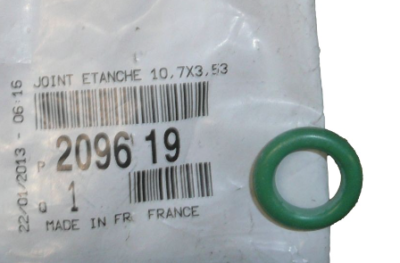 JOINT ETANCHE 10,7X3,53
P 2096 19
Q 1
MADE IN FR. FRANCE
22/01/2013 - 06:16